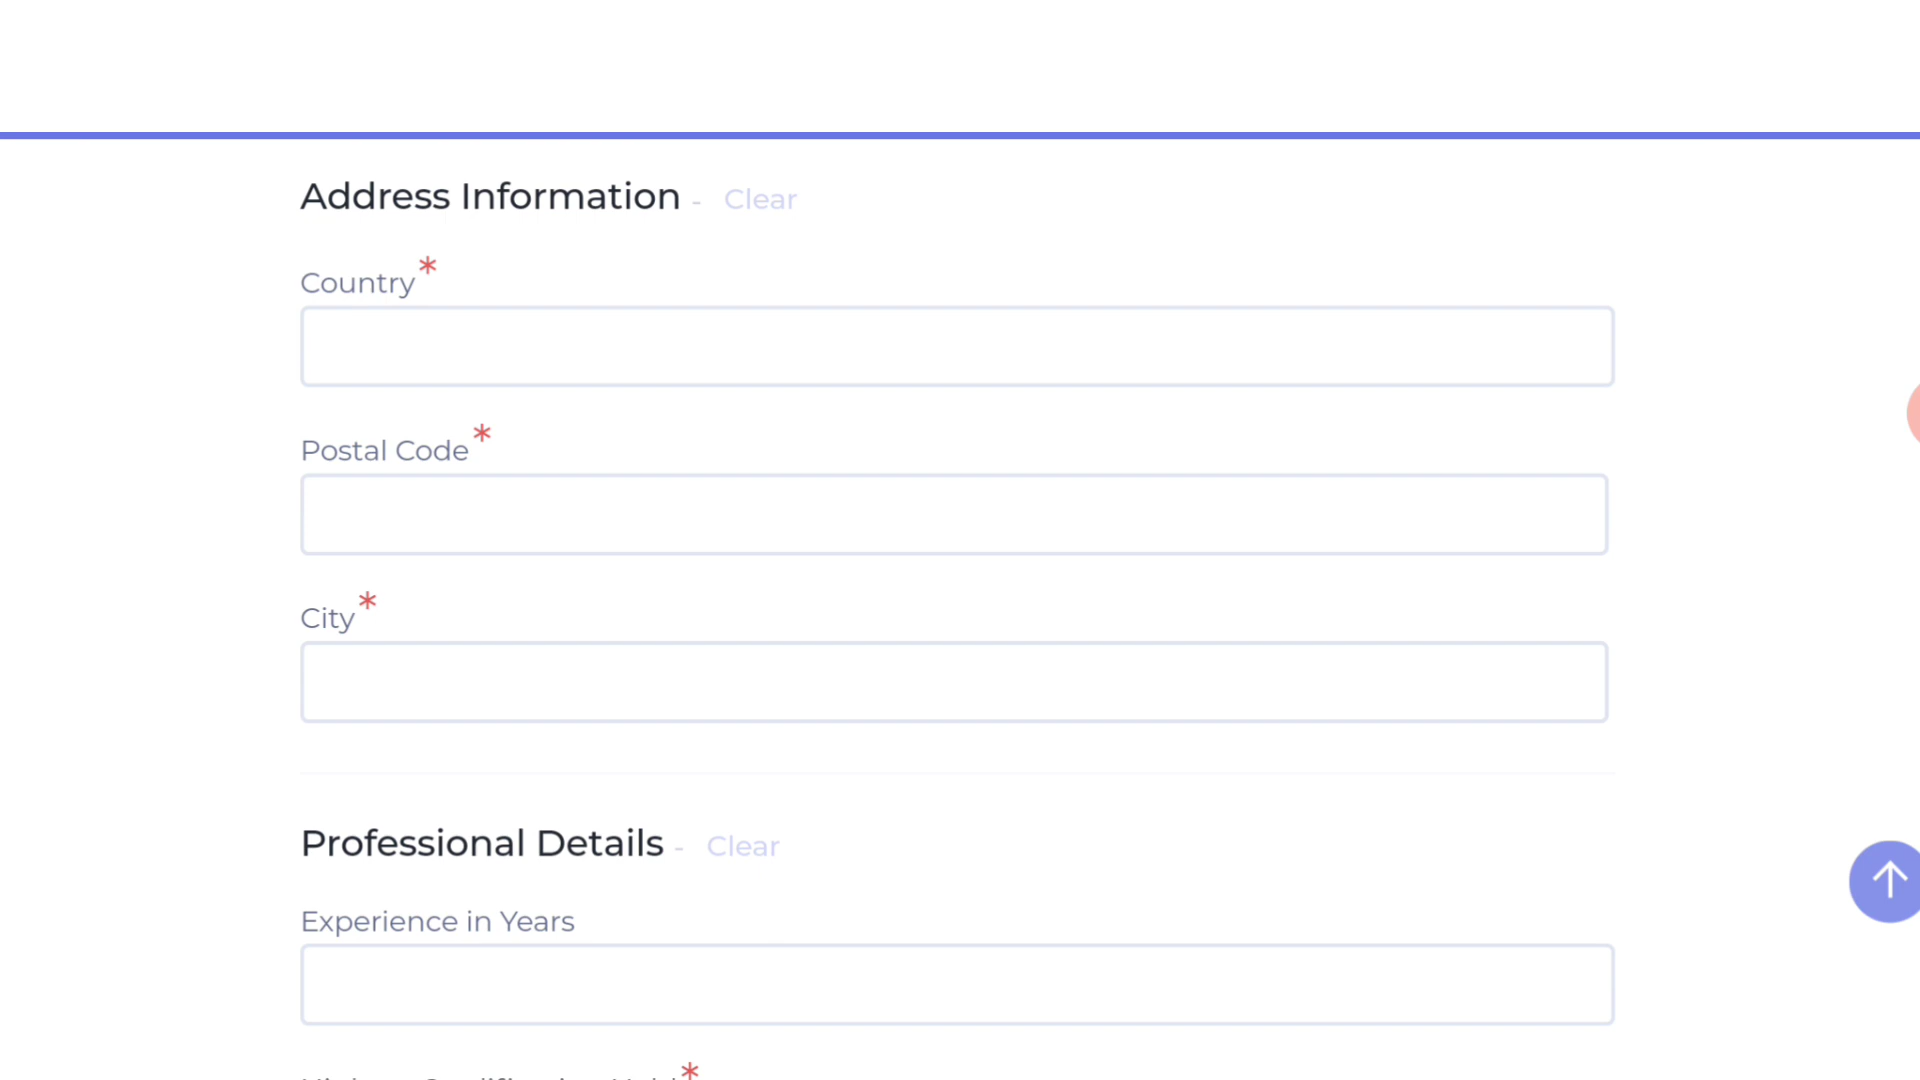 Address Information - Clear
Country*
Postal Code*
City*
Professional Details - Clear
Experience in Years
*